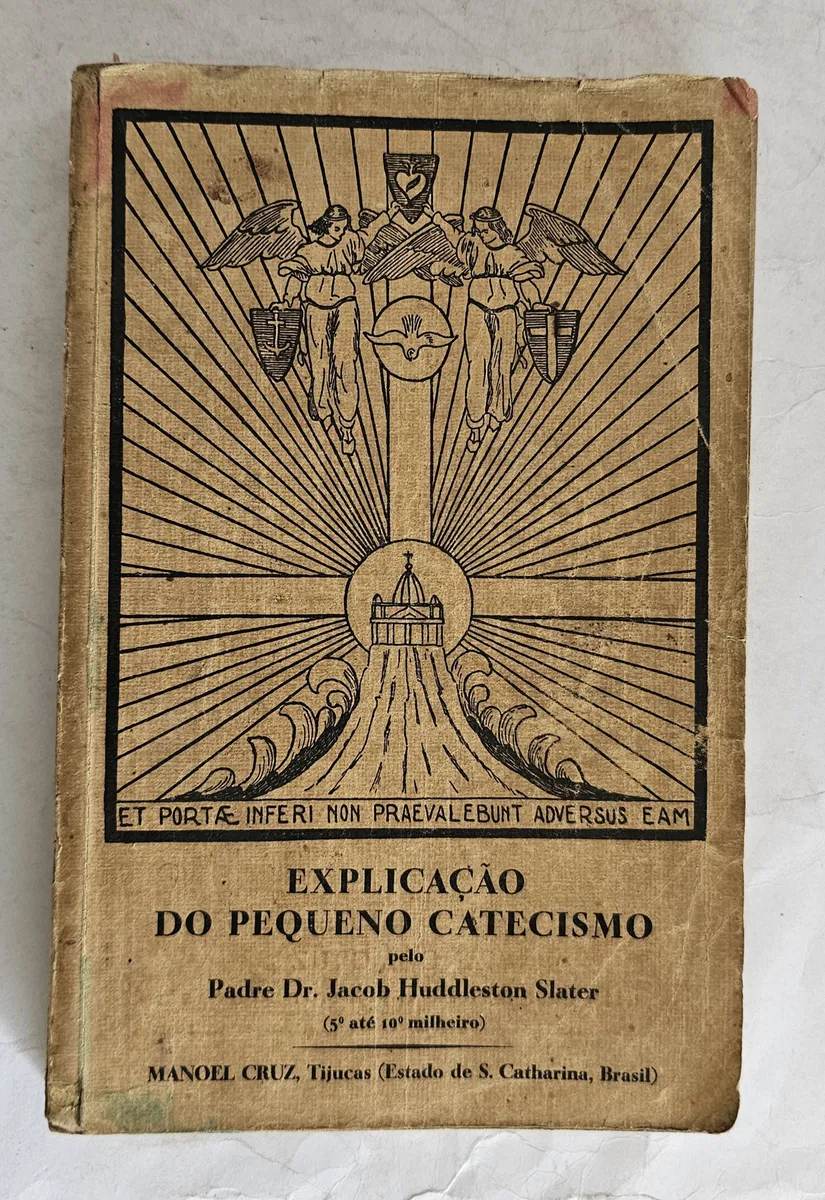 ET PORTÆ INFERI NON PRAEVALEBUNT ADVERSUS EAM
EXPLICAÇÃO
DO PEQUENO CATECISMO
pelo
Padre Dr. Jacob Huddleston Slater
(5º até 10º milheiro)
MANOEL CRUZ, Tijucas (Estado de S. Catharina, Brasil)